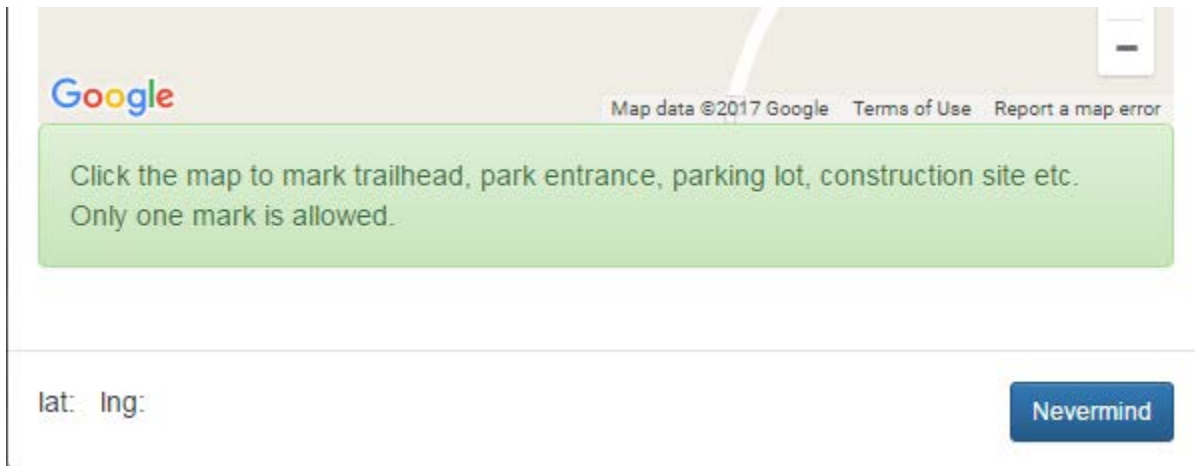 Google
Map data ©2017 Google Terms of Use Report a map error
Click the map to mark trailhead, park entrance, parking lot, construction site etc.
Only one mark is allowed.
lat: lng:
Nevermind